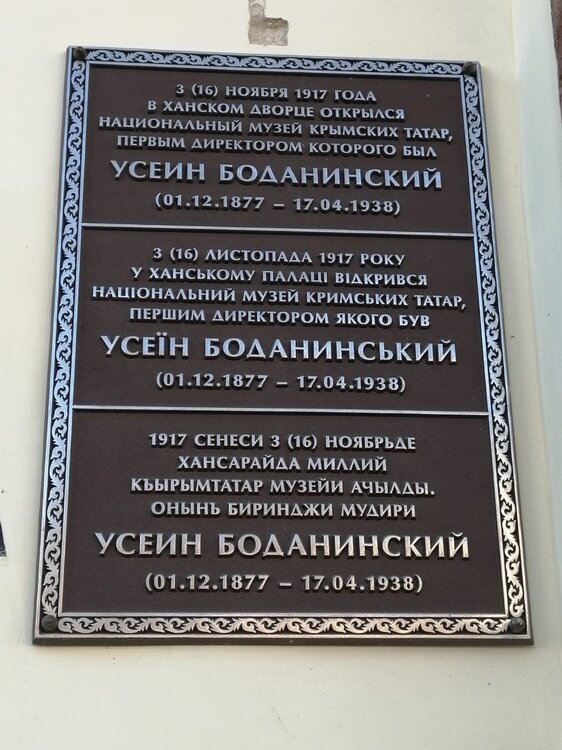 3 (16) НОЯБРЯ 1917 ГОДА
В ХАНСКОМ ДВОРЦЕ ОТКРЫЛСЯ
НАЦИОНАЛЬНЫЙ МУЗЕЙ КРЫМСКИХ ТАТАР,
ПЕРВЫМ ДИРЕКТОРОМ КОТОРОГО БЫЛ
УСЕИН БОДАНИНСКИЙ
(01.12.1877 – 17.04.1938)
3 (16) ЛИСТОПАДА 1917 РОКУ
У ХАНСЬКОМУ ПАЛАЦІ ВІДКРИВСЯ
НАЦІОНАЛЬНИЙ МУЗЕЙ КРИМСЬКИХ ТАТАР,
ПЕРШИМ ДИРЕКТОРОМ ЯКОГО БУВ
УСЕЇН БОДАНИНСЬКИЙ
(01.12.1877 – 17.04.1938)
1917 СЕНЕСИ 3 (16) НОЯБРЬДЕ
ХАНСАРАЙДА МИЛЛИЙ
КЪЫРЫМТАТАР МУЗЕЙИ АЧЫЛДЫ.
ОНЫНЪ БИРИНДЖИ МУДИРИ
УСЕИН БОДАНИНСКИЙ
(01.12.1877 – 17.04.1938)